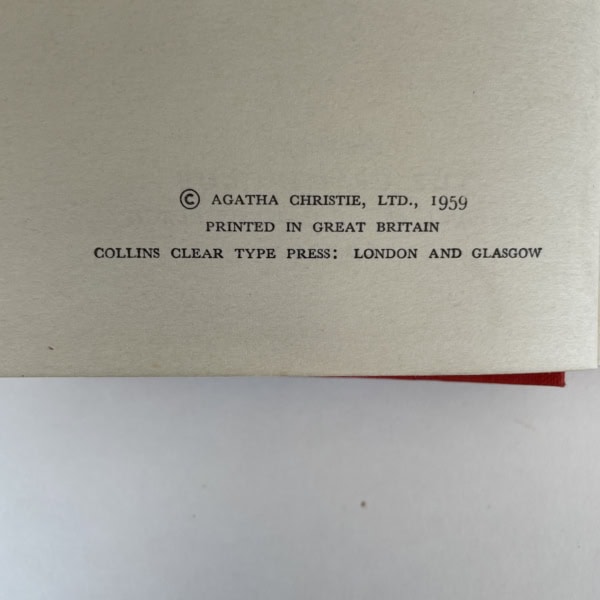 © AGATHA CHRISTIE, LTD., 1959
PRINTED IN GREAT BRITAIN
COLLINS CLEAR TYPE PRESS: LONDON AND GLASGOW